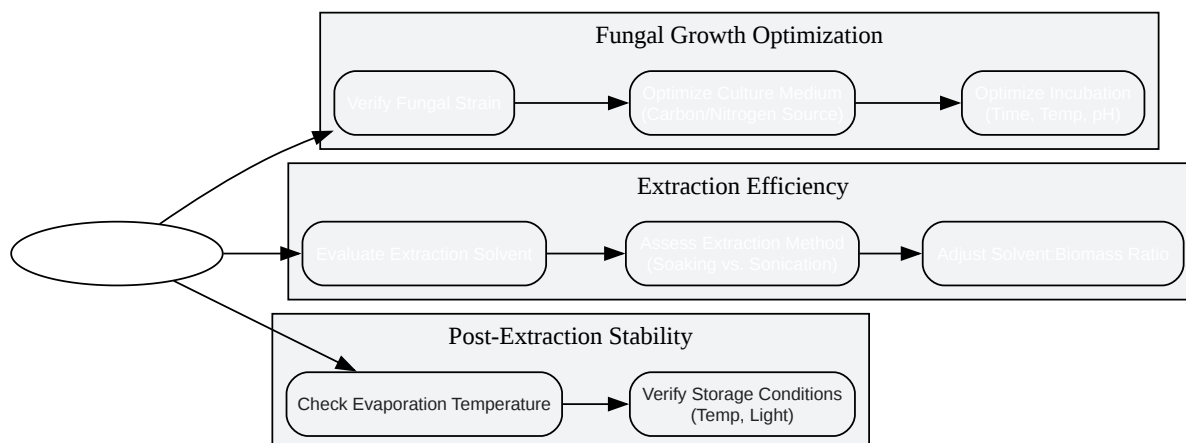 Fungal Growth Optimization
Verify Fungal Strain
Optimize Culture Medium
(Carbon/Nitrogen Source)
Optimize Incubation
(Time, Temp, pH)
Extraction Efficiency
Evaluate Extraction Solvent
Assess Extraction Method
(Soaking vs. Sonication)
Adjust Solvent:Biomass Ratio
Post-Extraction Stability
Check Evaporation Temperature
Verify Storage Conditions
(Temp, Light)